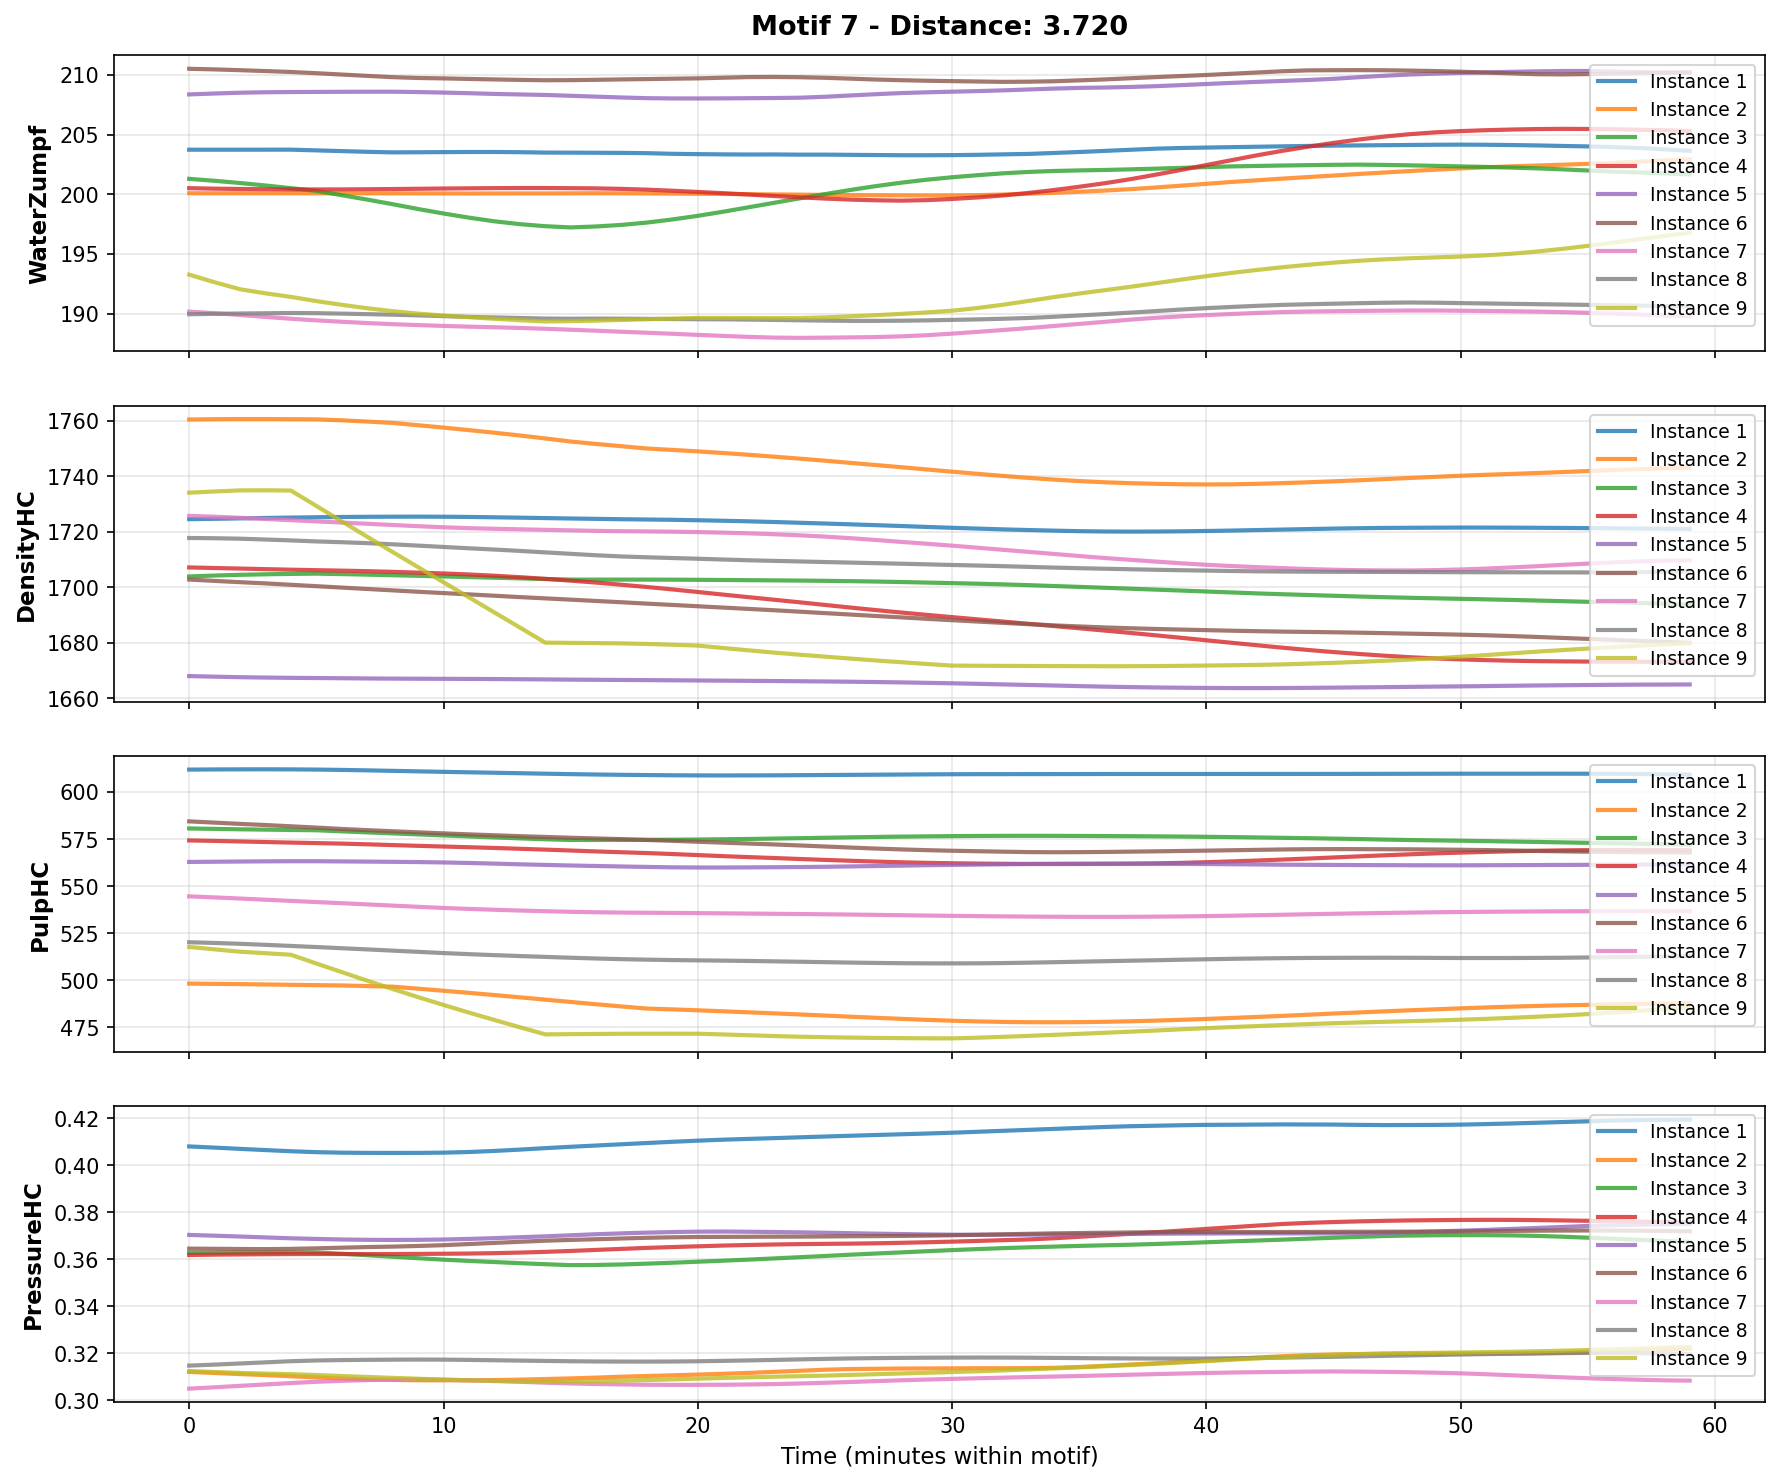 Motif 7 - Distance: 3.720
WaterZumpf
210
205
200
195
190
Instance 1
Instance 2
Instance 3
Instance 4
Instance 5
Instance 6
Instance 7
Instance 8
Instance 9
DensityHC
1760
1740
1720
1700
1680
1660
Instance 1
Instance 2
Instance 3
Instance 4
Instance 5
Instance 6
Instance 7
Instance 8
Instance 9
PulpHC
600
575
550
525
500
475
Instance 1
Instance 2
Instance 3
Instance 4
Instance 5
Instance 6
Instance 7
Instance 8
Instance 9
PressureHC
0.42
0.40
0.38
0.36
0.34
0.32
0.30
Instance 1
Instance 2
Instance 3
Instance 4
Instance 5
Instance 6
Instance 7
Instance 8
Instance 9
0 10 20 30 40 50 60
Time (minutes within motif)